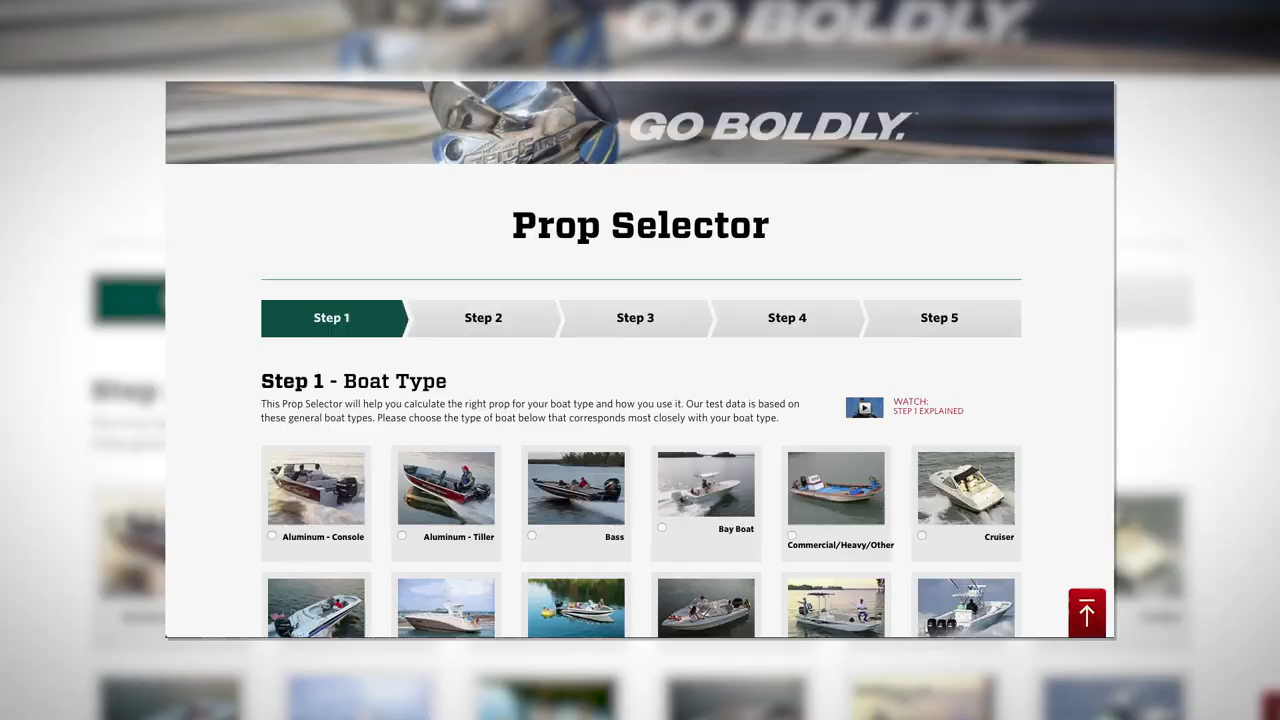 GO BOLDLY.
SPITFIRE
GO BOLDLY.™
Prop Selector
Step 1
Step 2
Step 3
Step 4
Step 5
Step 1 - Boat Type
This Prop Selector will help you calculate the right prop for your boat type and how you use it. Our test data is based on
these general boat types. Please choose the type of boat below that corresponds most closely with your boat type.
WATCH:
STEP 1 EXPLAINED
Aluminum - Console
Aluminum - Tiller
Bass
Bay Boat
Commercial/Heavy/Other
Cruiser